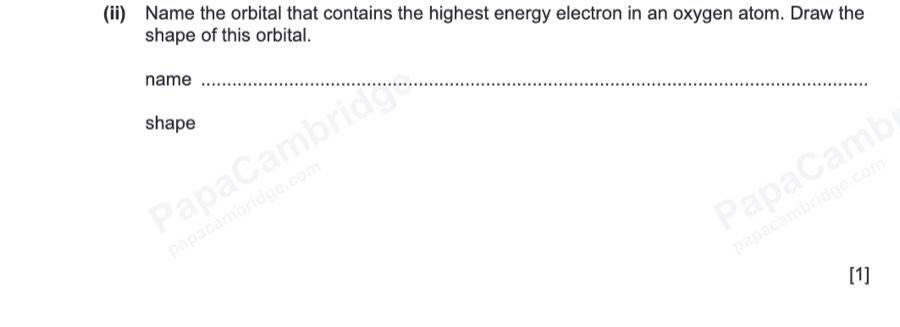 (ii) Name the orbital that contains the highest energy electron in an oxygen atom. Draw the
shape of this orbital.
name ................................................................................................................................
shape
PapaCambridge
papacambridge.com
PapaCambr
papacambridge.com
[1]